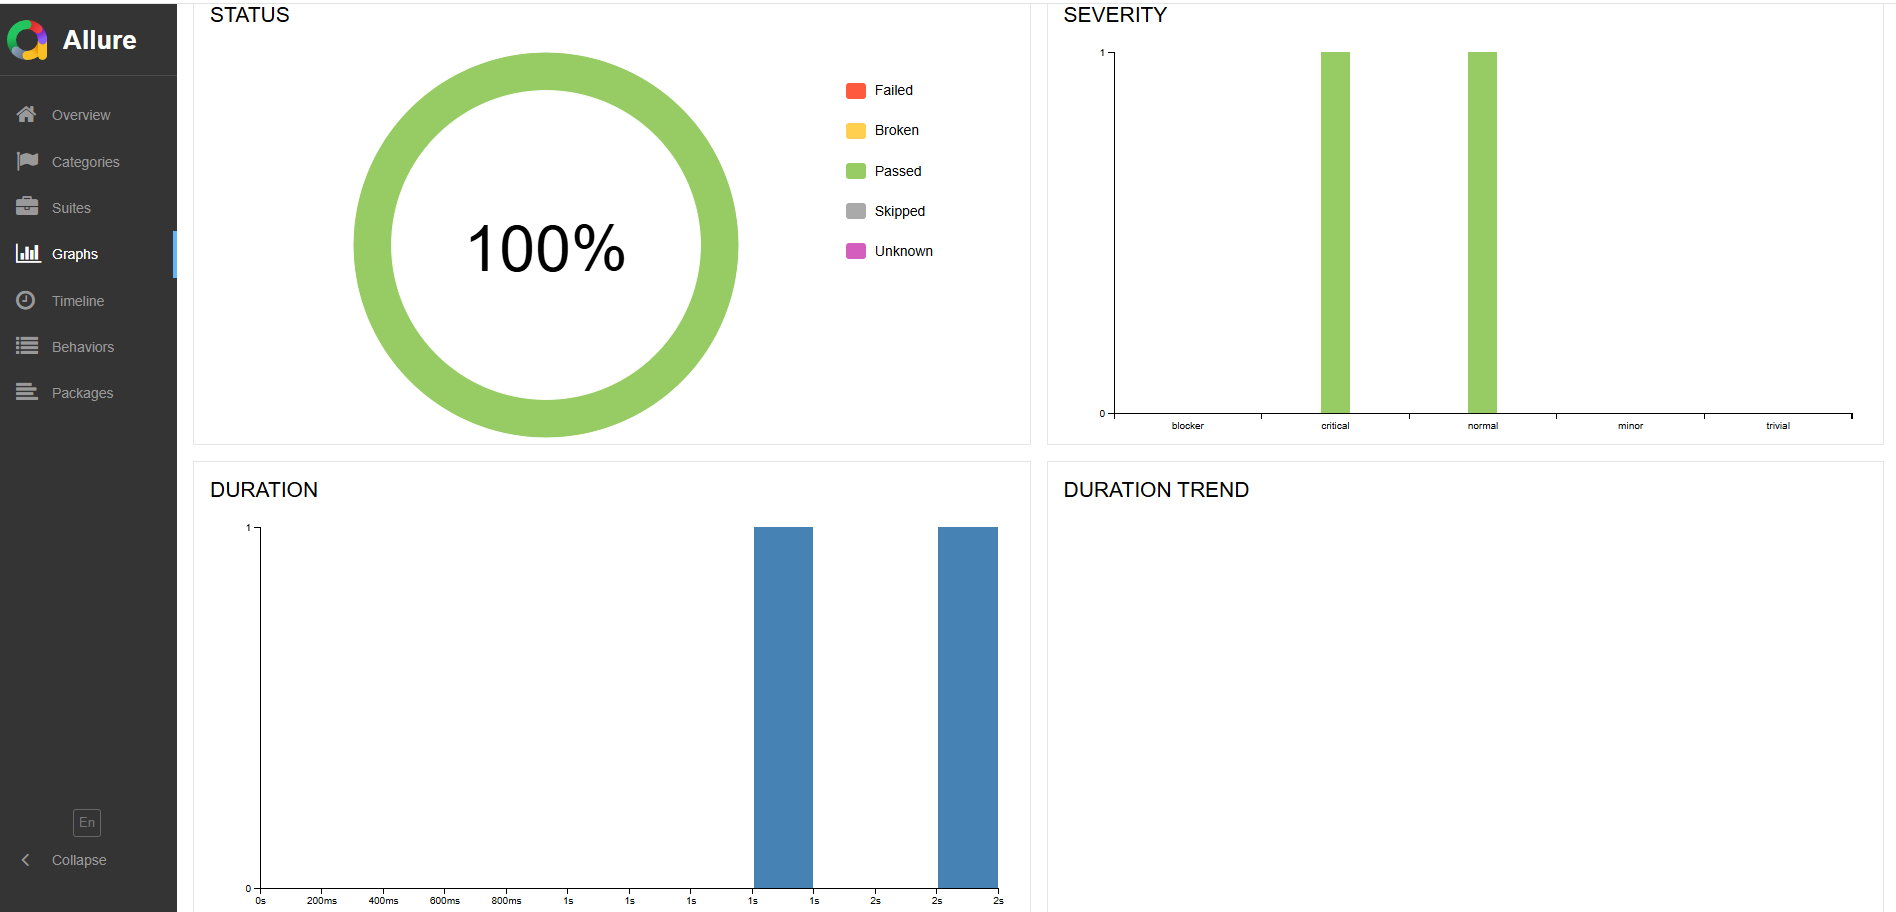 Allure
Overview
Categories
Suites
Graphs
Timeline
Behaviors
Packages
En
Collapse
STATUS
100%
Failed
Broken
Passed
Skipped
Unknown
SEVERITY
1
0
blocker critical normal minor trivial
DURATION
1
0
0s 200ms 400ms 600ms 800ms 1s 1s 1s 1s 1s 2s 2s 2s
DURATION TREND